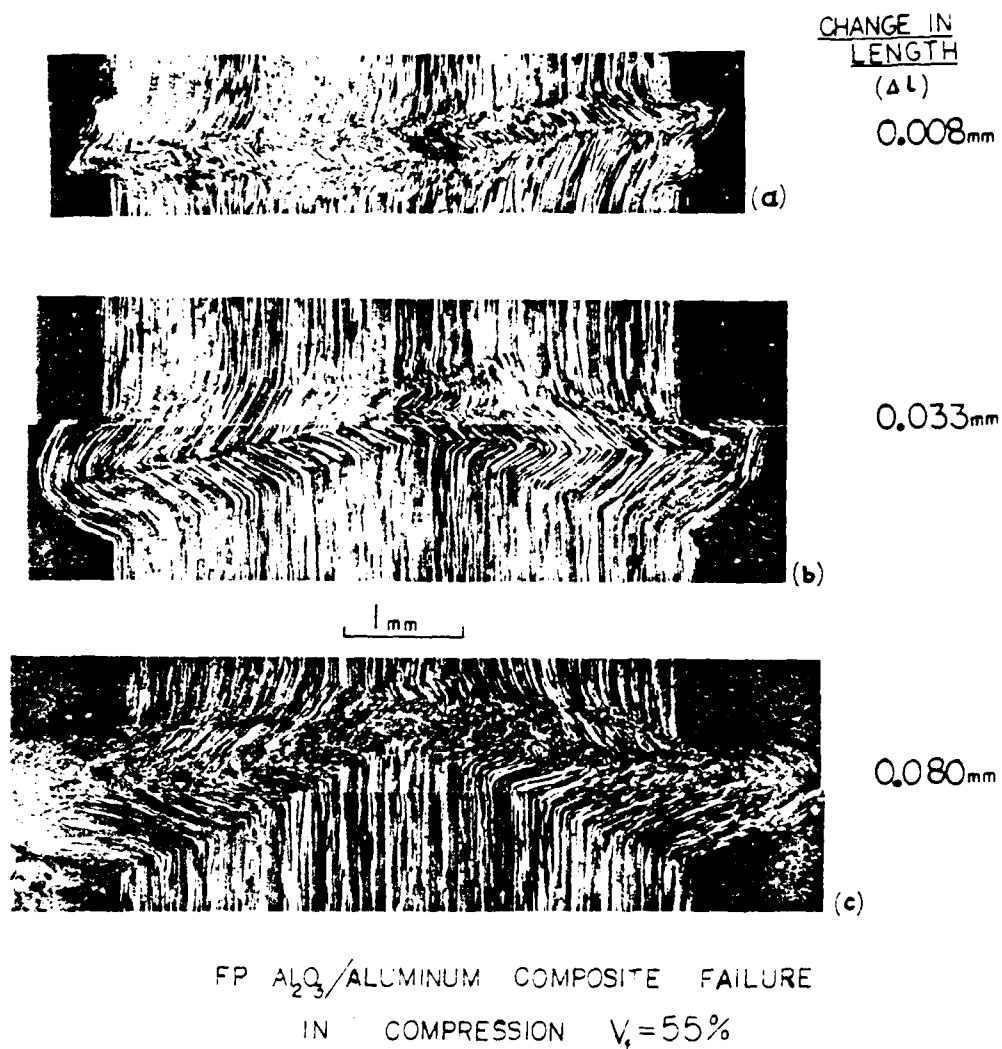 CHANGE IN
LENGTH
(Δ L)
0.008mm
(a)
0.033mm
(b)
1 mm
0.080mm
(c)
FP AL₂O₃/ALUMINUM COMPOSITE FAILURE
IN COMPRESSION Vf = 55%